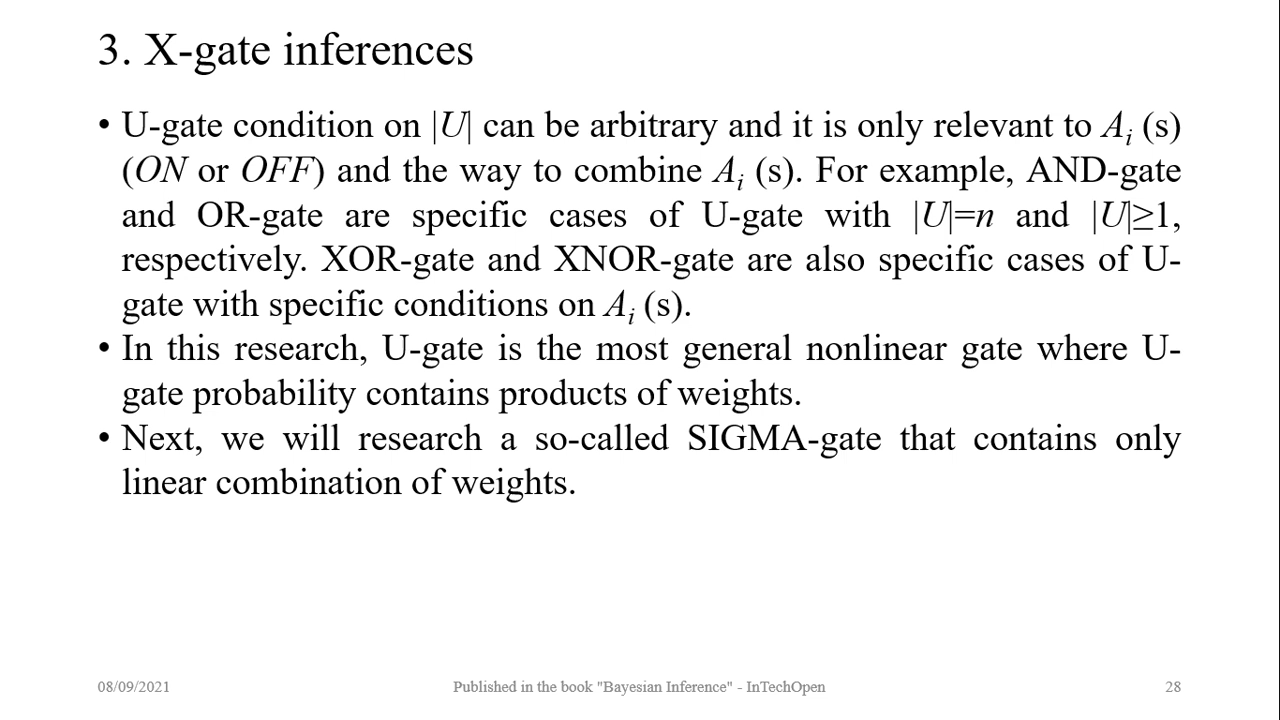 3. X-gate inferences
• U-gate condition on |U| can be arbitrary and it is only relevant to Aᵢ (s)
(ON or OFF) and the way to combine Aᵢ (s). For example, AND-gate
and OR-gate are specific cases of U-gate with |U|=n and |U|≥1,
respectively. XOR-gate and XNOR-gate are also specific cases of U-
gate with specific conditions on Aᵢ (s).
• In this research, U-gate is the most general nonlinear gate where U-
gate probability contains products of weights.
• Next, we will research a so-called SIGMA-gate that contains only
linear combination of weights.
08/09/2021
Published in the book "Bayesian Inference" - InTechOpen
28